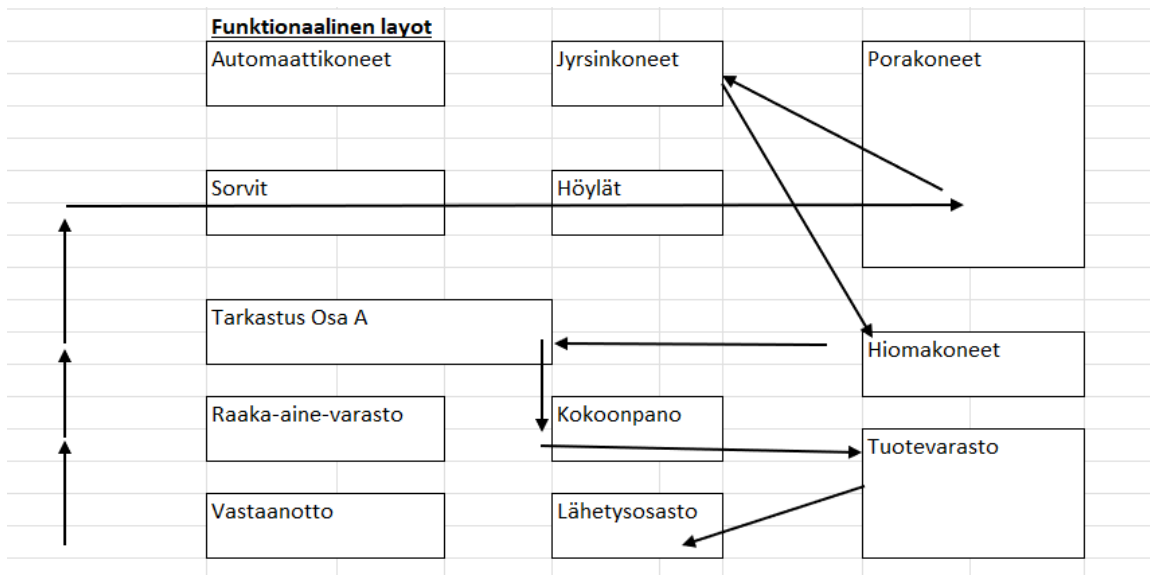 Funktionaalinen layot
Automaattikoneet
Jyrsinkoneet
Porakoneet
Sorvit
Höylät
Tarkastus Osa A
Hiomakoneet
Raaka-aine-varasto
Kokoonpano
Tuotevarasto
Vastaanotto
Lähetysosasto